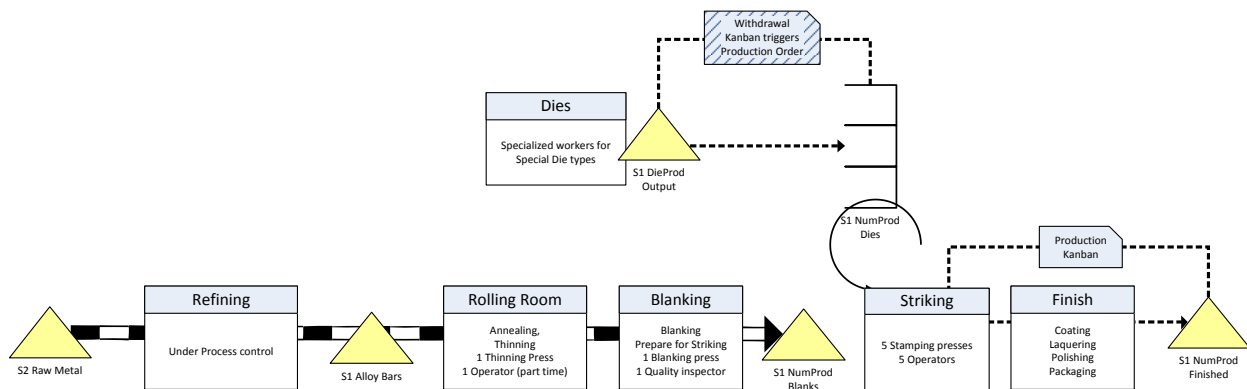 Withdrawal
Kanban triggers
Production Order
Dies
Specialized workers for
Special Die types
S1 DieProd
Output
S1 NumProd
Dies
Production
Kanban
Refining
Under Process control
Rolling Room
Annealing,
Thinning
1 Thinning Press
1 Operator (part time)
Blanking
Blanking
Prepare for Striking
1 Blanking press
1 Quality inspector
Striking
5 Stamping presses
5 Operators
Finish
Coating
Laquering
Polishing
Packaging
S2 Raw Metal
S1 Alloy Bars
S1 NumProd
Blanks
S1 NumProd
Finished